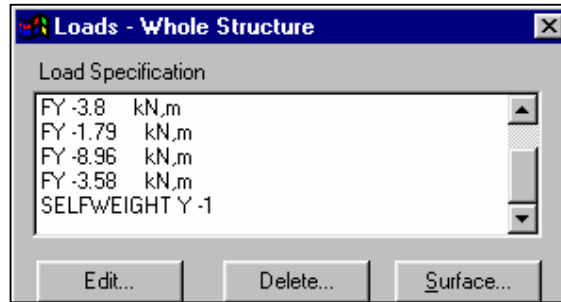 Loads - Whole Structure
Load Specification
FY -3.8 kN,m
FY -1.79 kN,m
FY -8.96 kN,m
FY -3.58 kN,m
SELFWEIGHT Y -1
Edit... Delete... Surface...